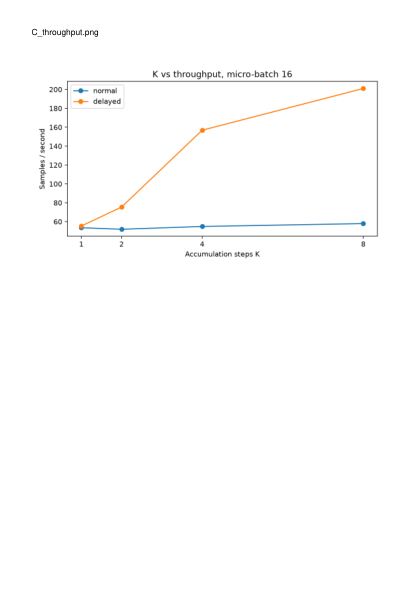 C_throughput.png
K vs throughput, micro-batch 16
normal
delayed
Samples / second
200
180
160
140
120
100
80
60
1 2 4 8
Accumulation steps K